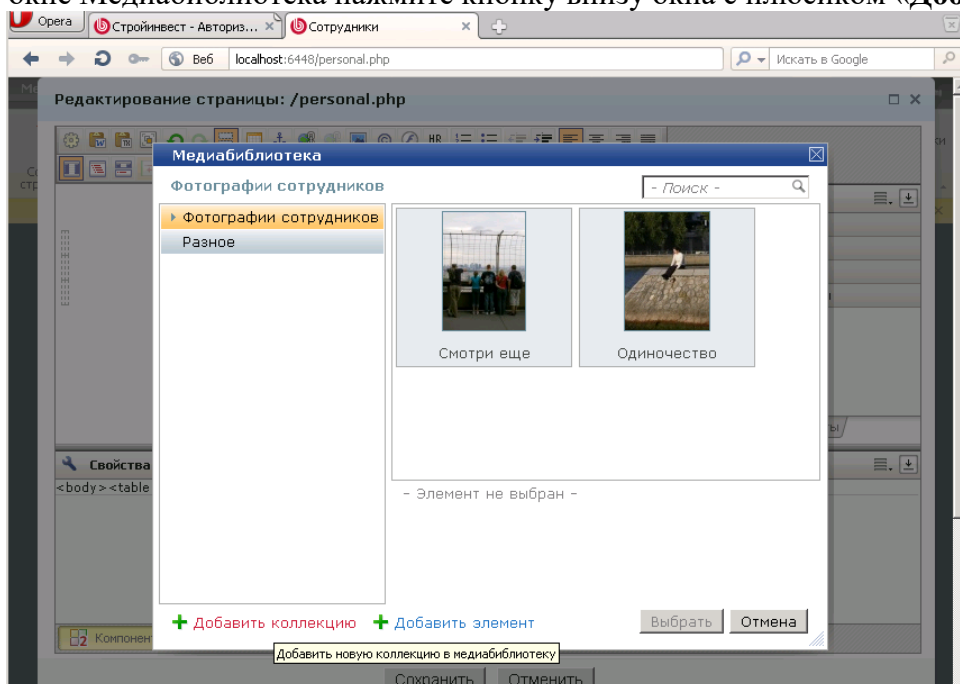 окне Медиабиблиотека нажмите кнопку внизу окна с плюсиком «Доб
Opera Стройинвест - Авториз... Сотрудники
Веб localhost:6448/personal.php Искать в Google
Редактирование страницы: /personal.php
HR
Медиабиблиотека
Фотографии сотрудников - Поиск -
Фотографии сотрудников
Разное
Смотри еще Одиночество
Свойства
<body><table
- Элемент не выбран -
Добавить коллекцию Добавить элемент Выбрать Отмена
Компонен
Добавить новую коллекцию в медиабиблиотеку
Сохранить Отменить